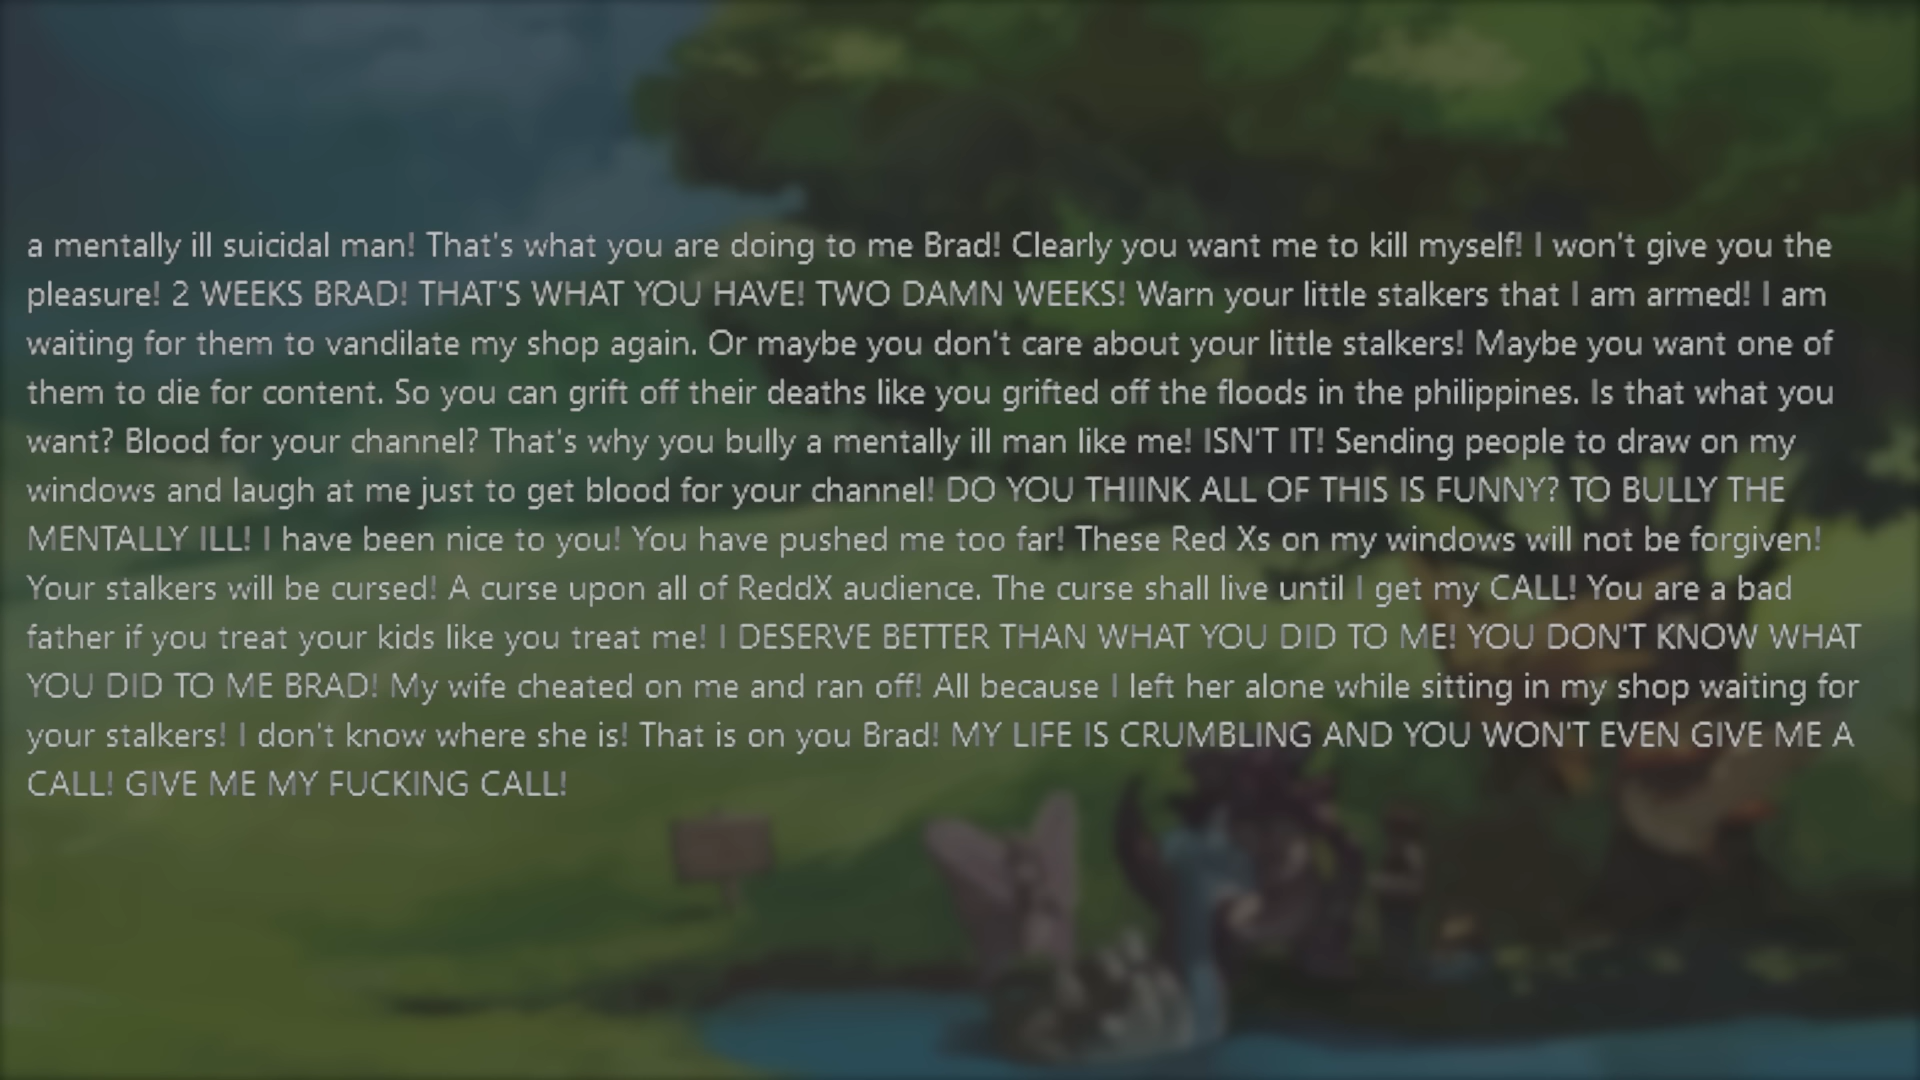 a mentally ill suicidal man! That's what you are doing to me Brad! Clearly you want me to kill myself! I won't give you the
pleasure! 2 WEEKS BRAD! THAT'S WHAT YOU HAVE! TWO DAMN WEEKS! Warn your little stalkers that I am armed! I am
waiting for them to vandilate my shop again. Or maybe you don't care about your little stalkers! Maybe you want one of
them to die for content. So you can grift off their deaths like you grifted off the floods in the philippines. Is that what you
want? Blood for your channel? That's why you bully a mentally ill man like me! ISN'T IT! Sending people to draw on my
windows and laugh at me just to get blood for your channel! DO YOU THIINK ALL OF THIS IS FUNNY? TO BULLY THE
MENTALLY ILL! I have been nice to you! You have pushed me too far! These Red Xs on my windows will not be forgiven!
Your stalkers will be cursed! A curse upon all of ReddX audience. The curse shall live until I get my CALL! You are a bad
father if you treat your kids like you treat me! I DESERVE BETTER THAN WHAT YOU DID TO ME! YOU DON'T KNOW WHAT
YOU DID TO ME BRAD! My wife cheated on me and ran off! All because I left her alone while sitting in my shop waiting for
your stalkers! I don't know where she is! That is on you Brad! MY LIFE IS CRUMBLING AND YOU WON'T EVEN GIVE ME A
CALL! GIVE ME MY FUCKING CALL!